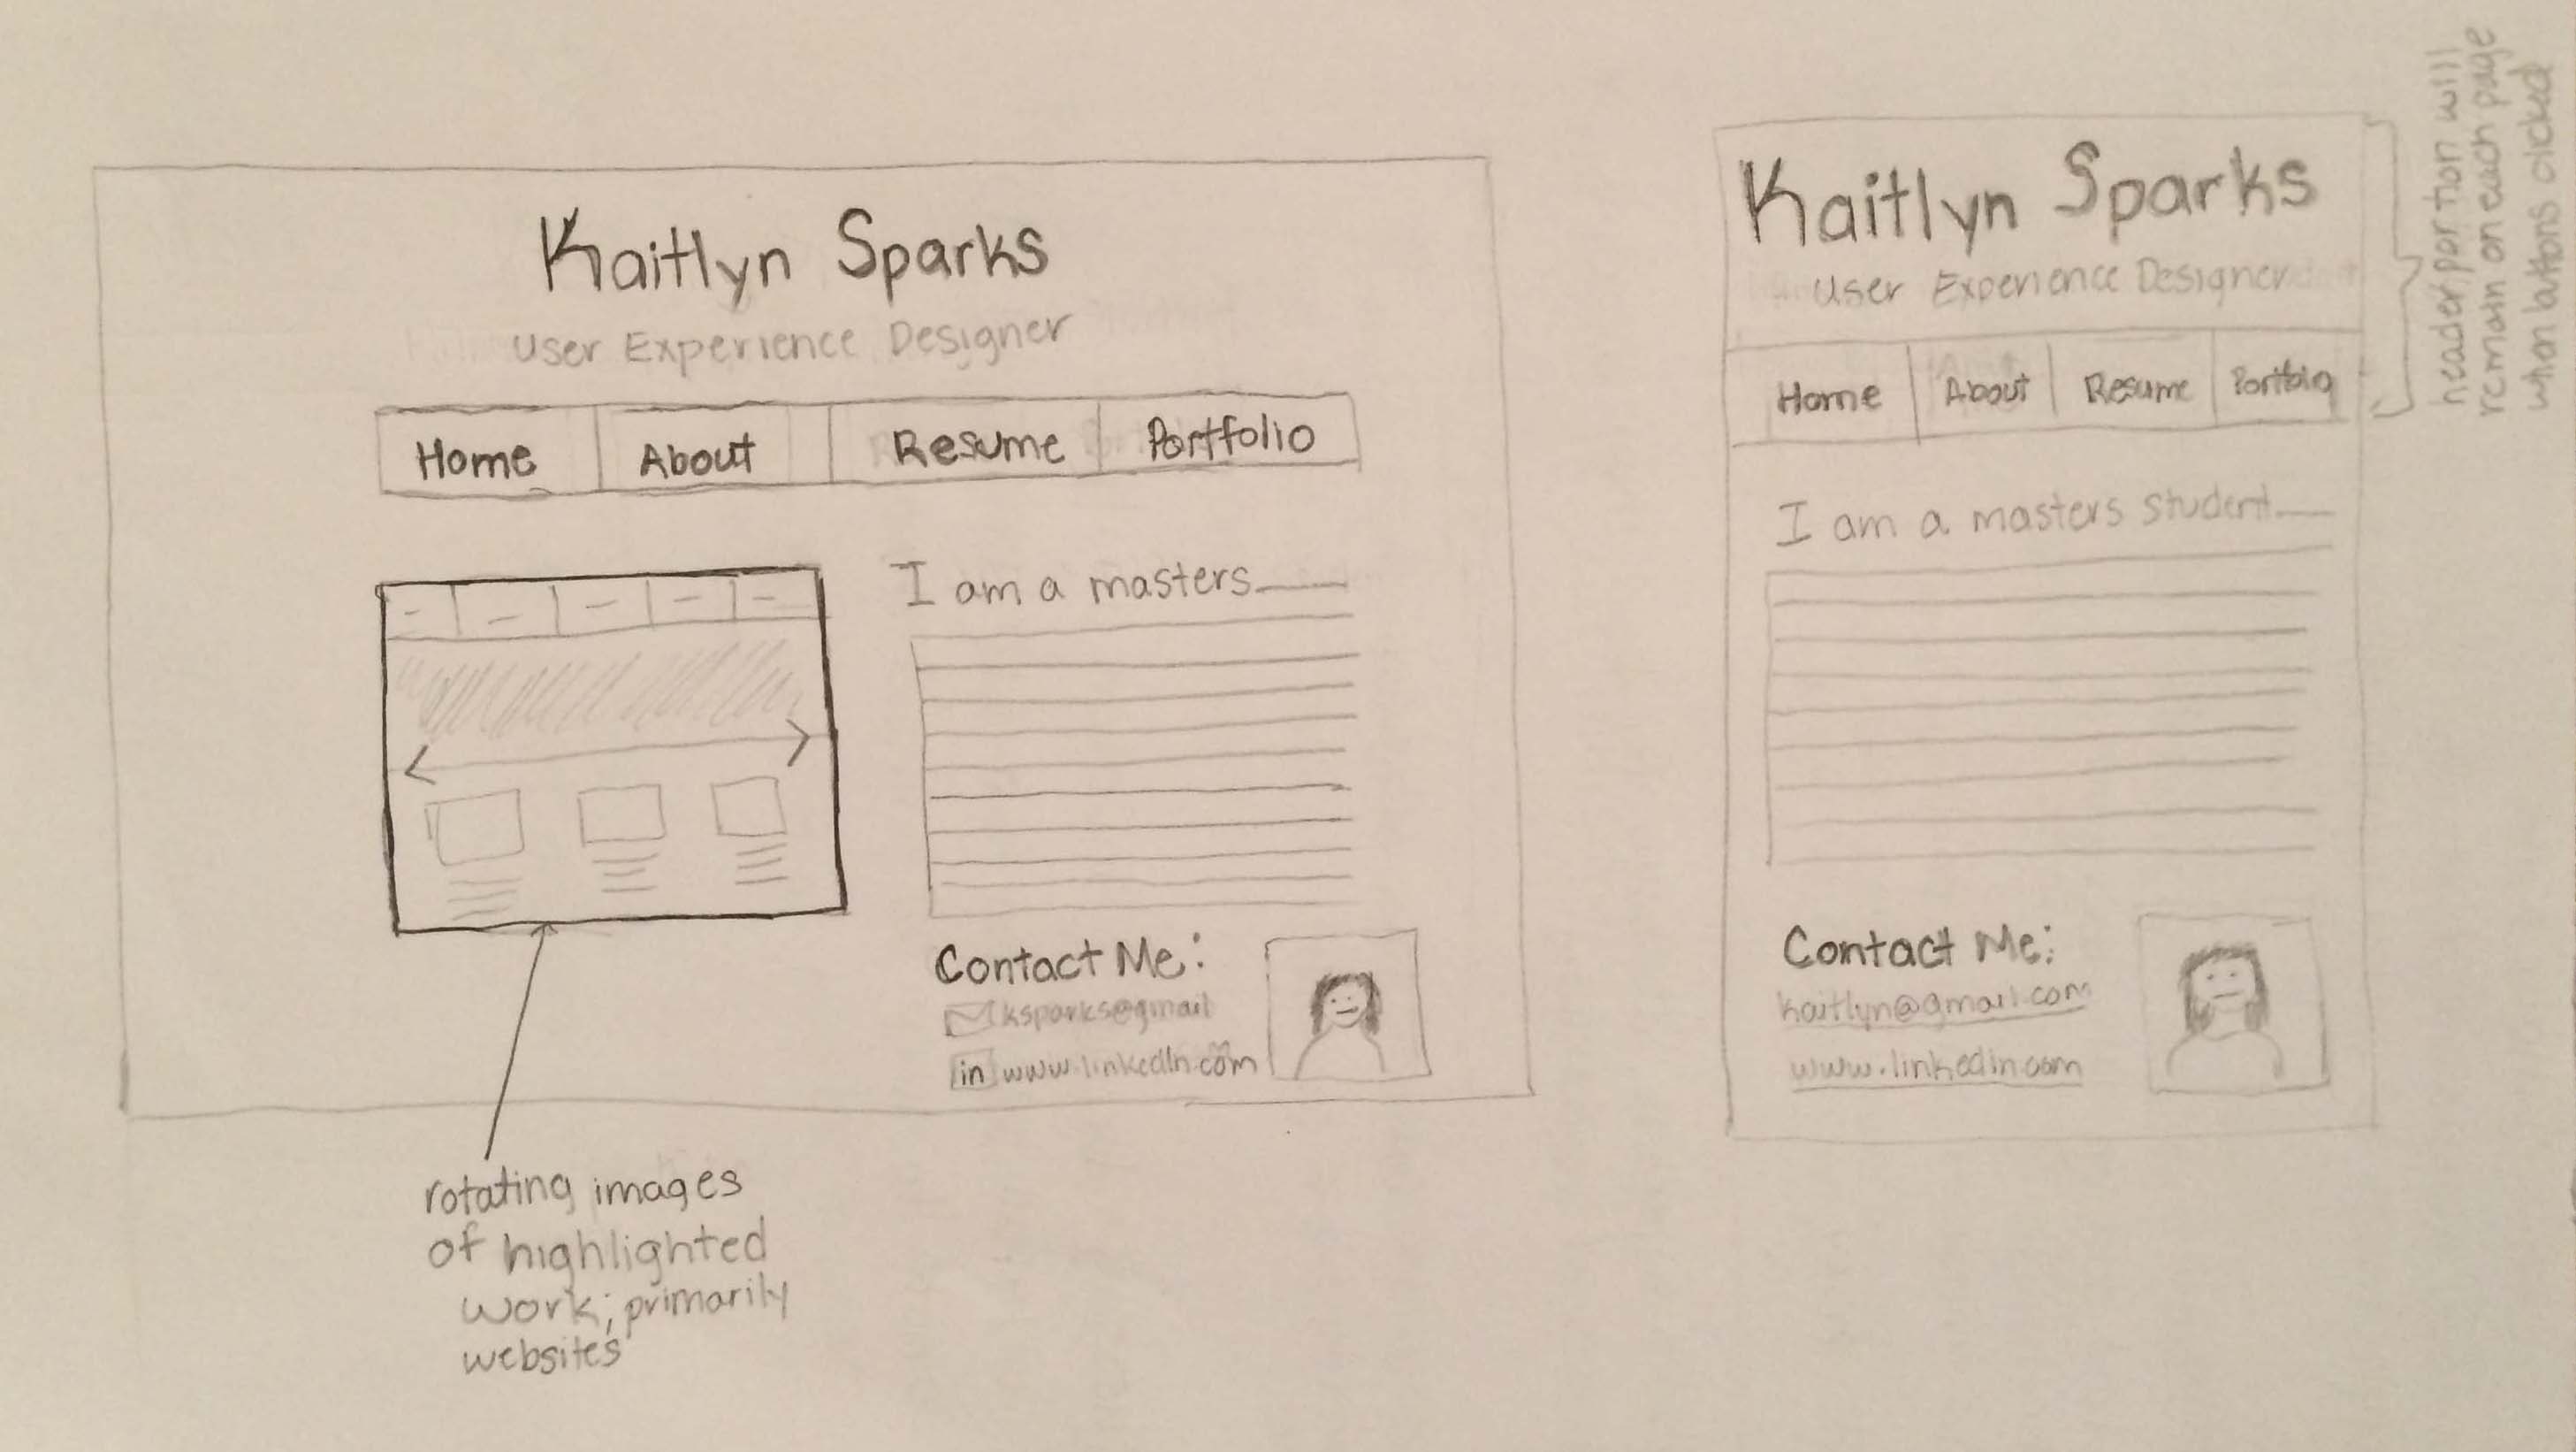 Kaitlyn Sparks
User Experience Designer
Home About Resume Portfolio
I am a masters
Contact Me:
ksparks@gmail
in www.linkedIn.com
rotating images
of highlighted
work; primarily
websites
Kaitlyn Sparks
User Experience Designer
Home About Resume Portfolio
I am a masters student
Contact Me:
kaitlyn@gmail.com
www.linkedin.com
header portion will
remain on each page
when buttons clicked